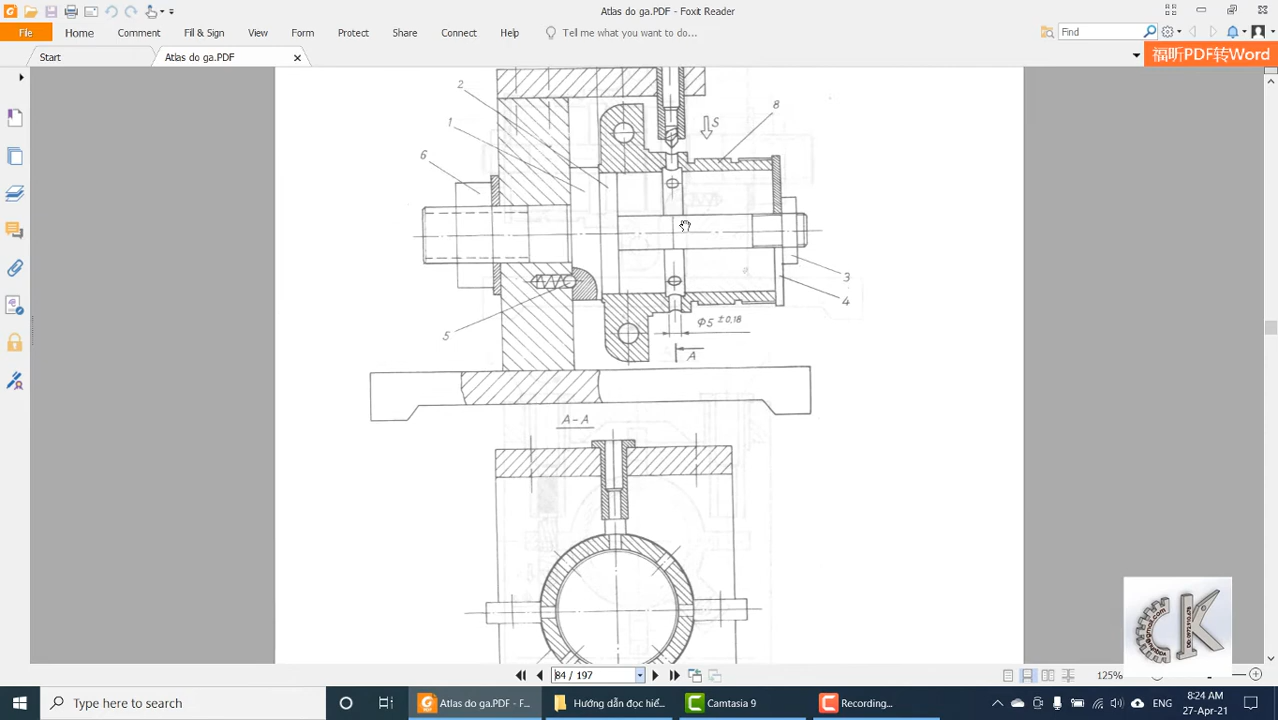 Atlas do ga.PDF - Foxit Reader
File Home Comment Fill & Sign View Form Protect Share Connect Help Tell me what you want to do... Find
Start Atlas do ga.PDF 福昕PDF转Word
2
8
S
1
6
3
4
Φ5 ±0,18
5
A
A-A
84 / 197
125%
Type here to search
Atlas do ga.PDF - F...
Hướng dẫn đọc hiể...
Camtasia 9
Recording...
8:24 AM
27-Apr-21